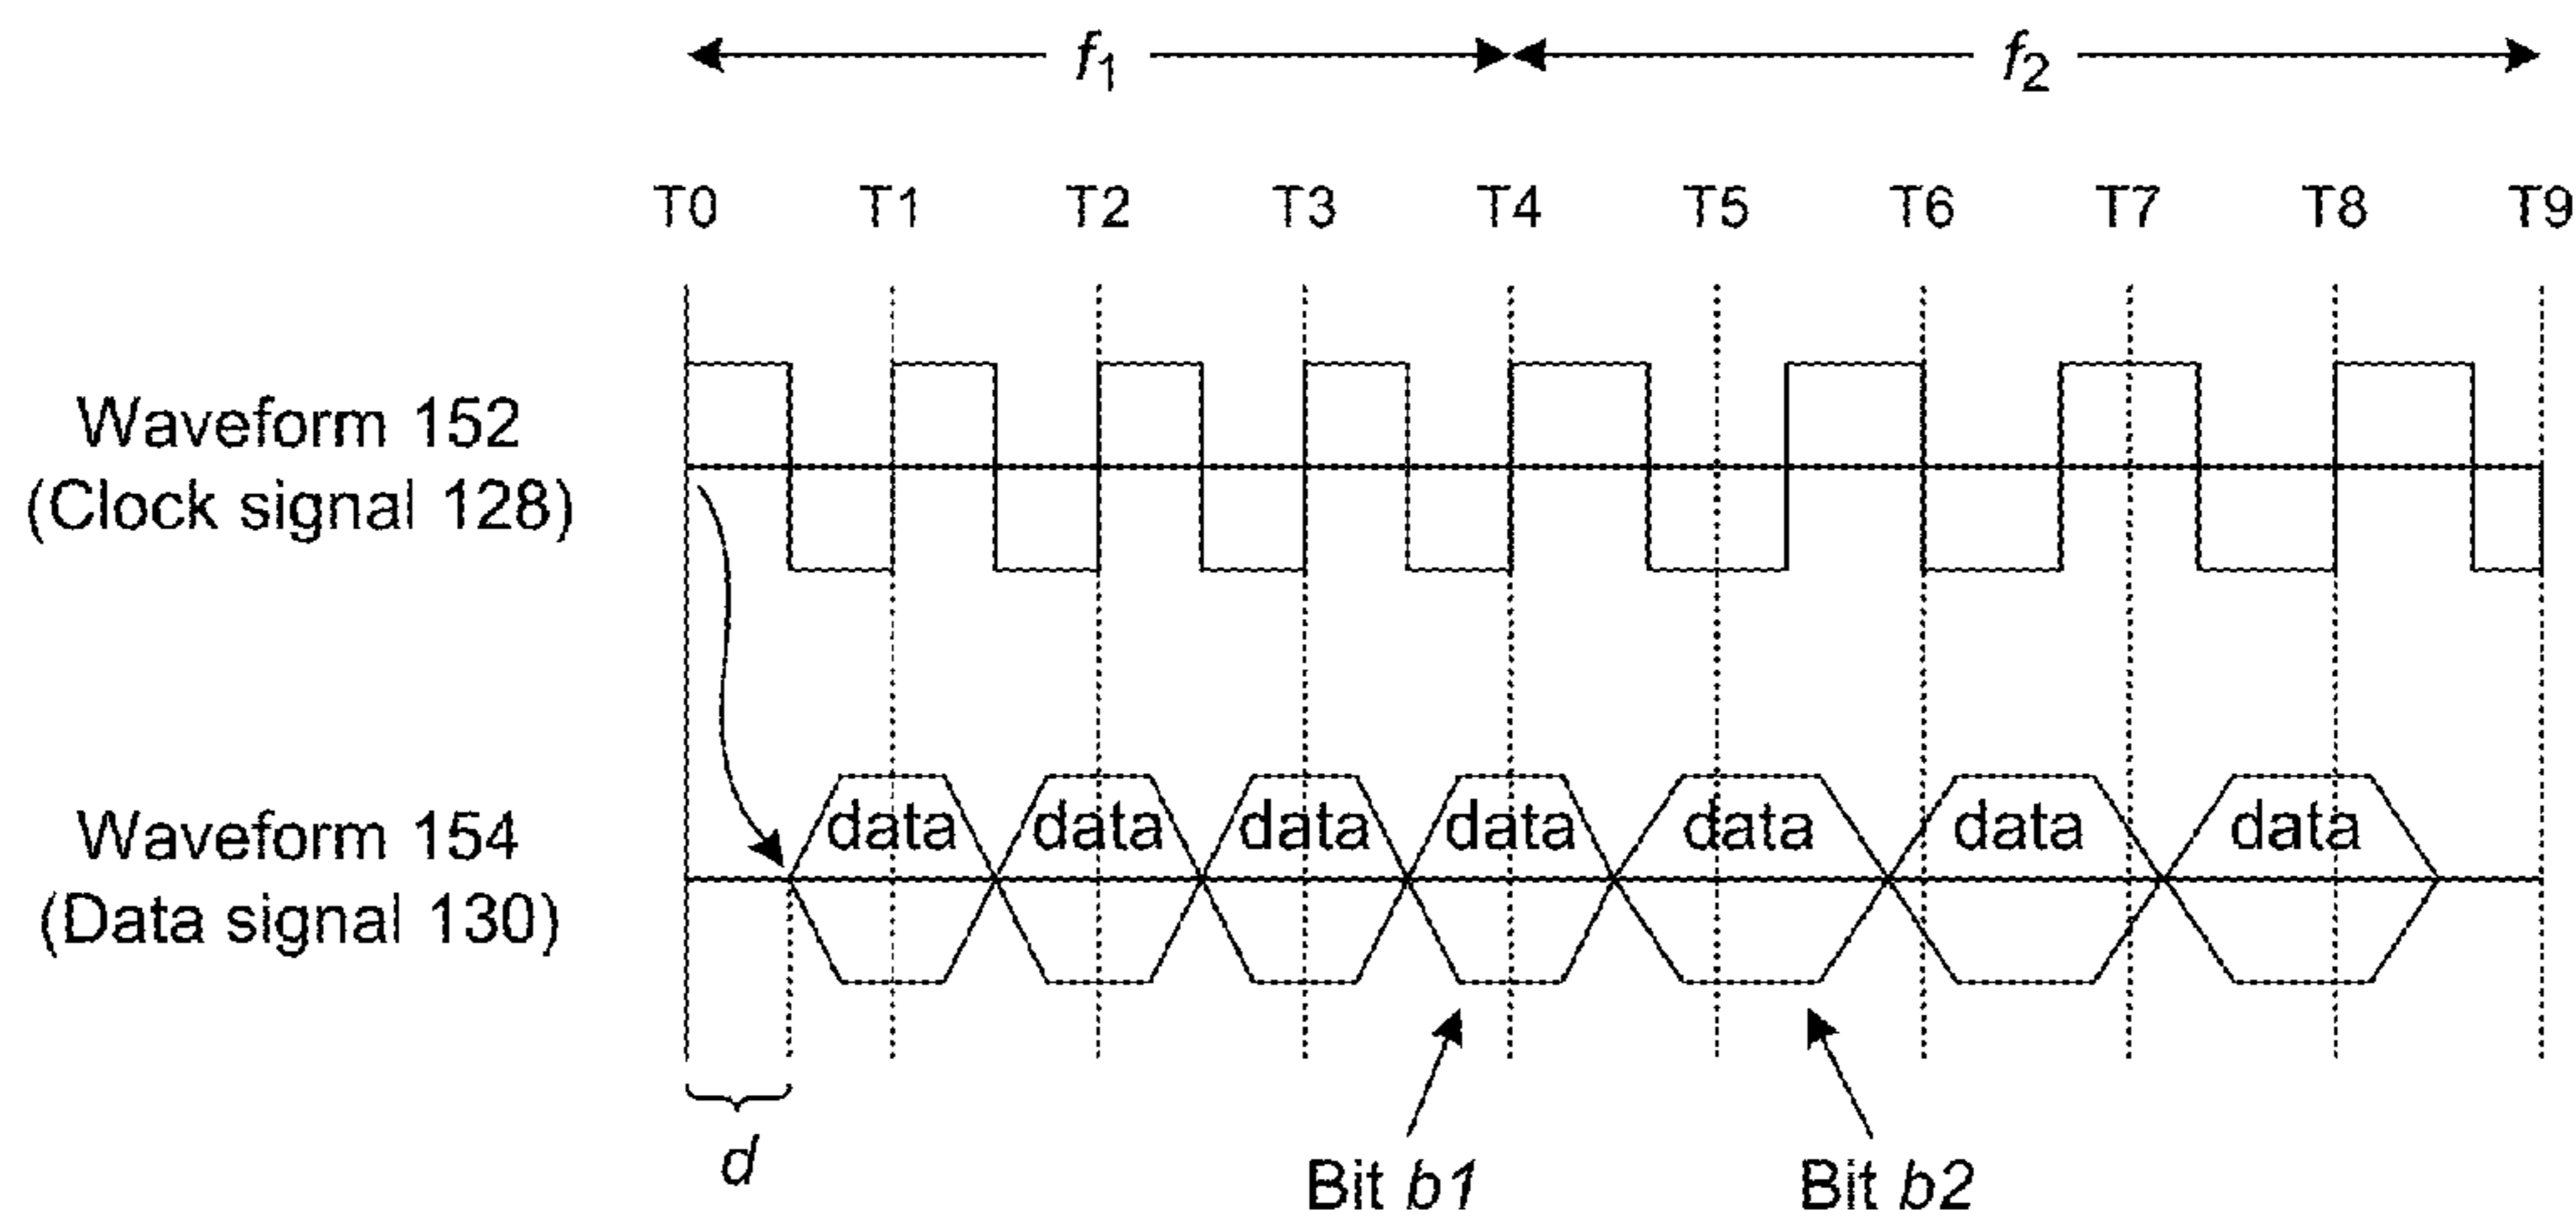 f1 f2
T0 T1 T2 T3 T4 T5 T6 T7 T8 T9
Waveform 152
(Clock signal 128)
Waveform 154
(Data signal 130)
data data data data data data data
d
Bit b1 Bit b2